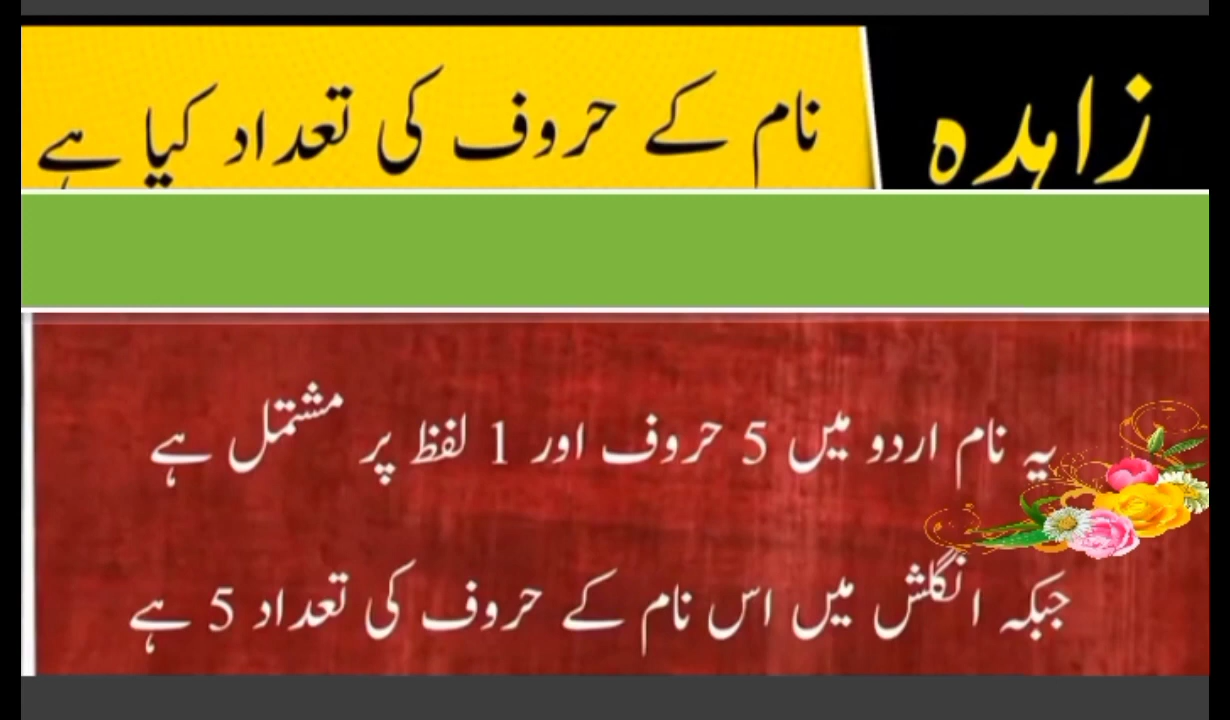 زاہدہ نام کے حروف کی تعداد کیا ہے
یہ نام اردو میں 5 حروف اور 1 لفظ پر مشتمل ہے
جبکہ انگلش میں اس نام کے حروف کی تعداد 5 ہے